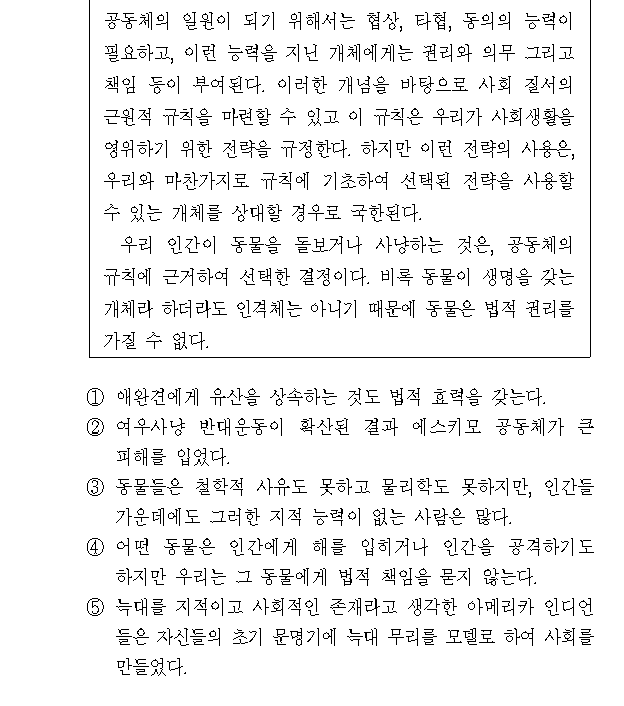 공동체의 일원이 되기 위해서는 협상, 타협, 동의의 능력이
필요하고, 이런 능력을 지닌 개체에게는 권리와 의무 그리고
책임 등이 부여된다. 이러한 개념을 바탕으로 사회 질서의
근원적 규칙을 마련할 수 있고 이 규칙은 우리가 사회생활을
영위하기 위한 전략을 규정한다. 하지만 이런 전략의 사용은,
우리와 마찬가지로 규칙에 기초하여 선택된 전략을 사용할
수 있는 개체를 상대할 경우로 국한된다.
우리 인간이 동물을 돌보거나 사냥하는 것은, 공동체의
규칙에 근거하여 선택한 결정이다. 비록 동물이 생명을 갖는
개체라 하더라도 인격체는 아니기 때문에 동물은 법적 권리를
가질 수 없다.
① 애완견에게 유산을 상속하는 것도 법적 효력을 갖는다.
② 여우사냥 반대운동이 확산된 결과 에스키모 공동체가 큰
피해를 입었다.
③ 동물들은 철학적 사유도 못하고 물리학도 못하지만, 인간들
가운데에도 그러한 지적 능력이 없는 사람은 많다.
④ 어떤 동물은 인간에게 해를 입히거나 인간을 공격하기도
하지만 우리는 그 동물에게 법적 책임을 묻지 않는다.
⑤ 늑대를 지적이고 사회적인 존재라고 생각한 아메리카 인디언
들은 자신들의 초기 문명기에 늑대 무리를 모델로 하여 사회를
만들었다.